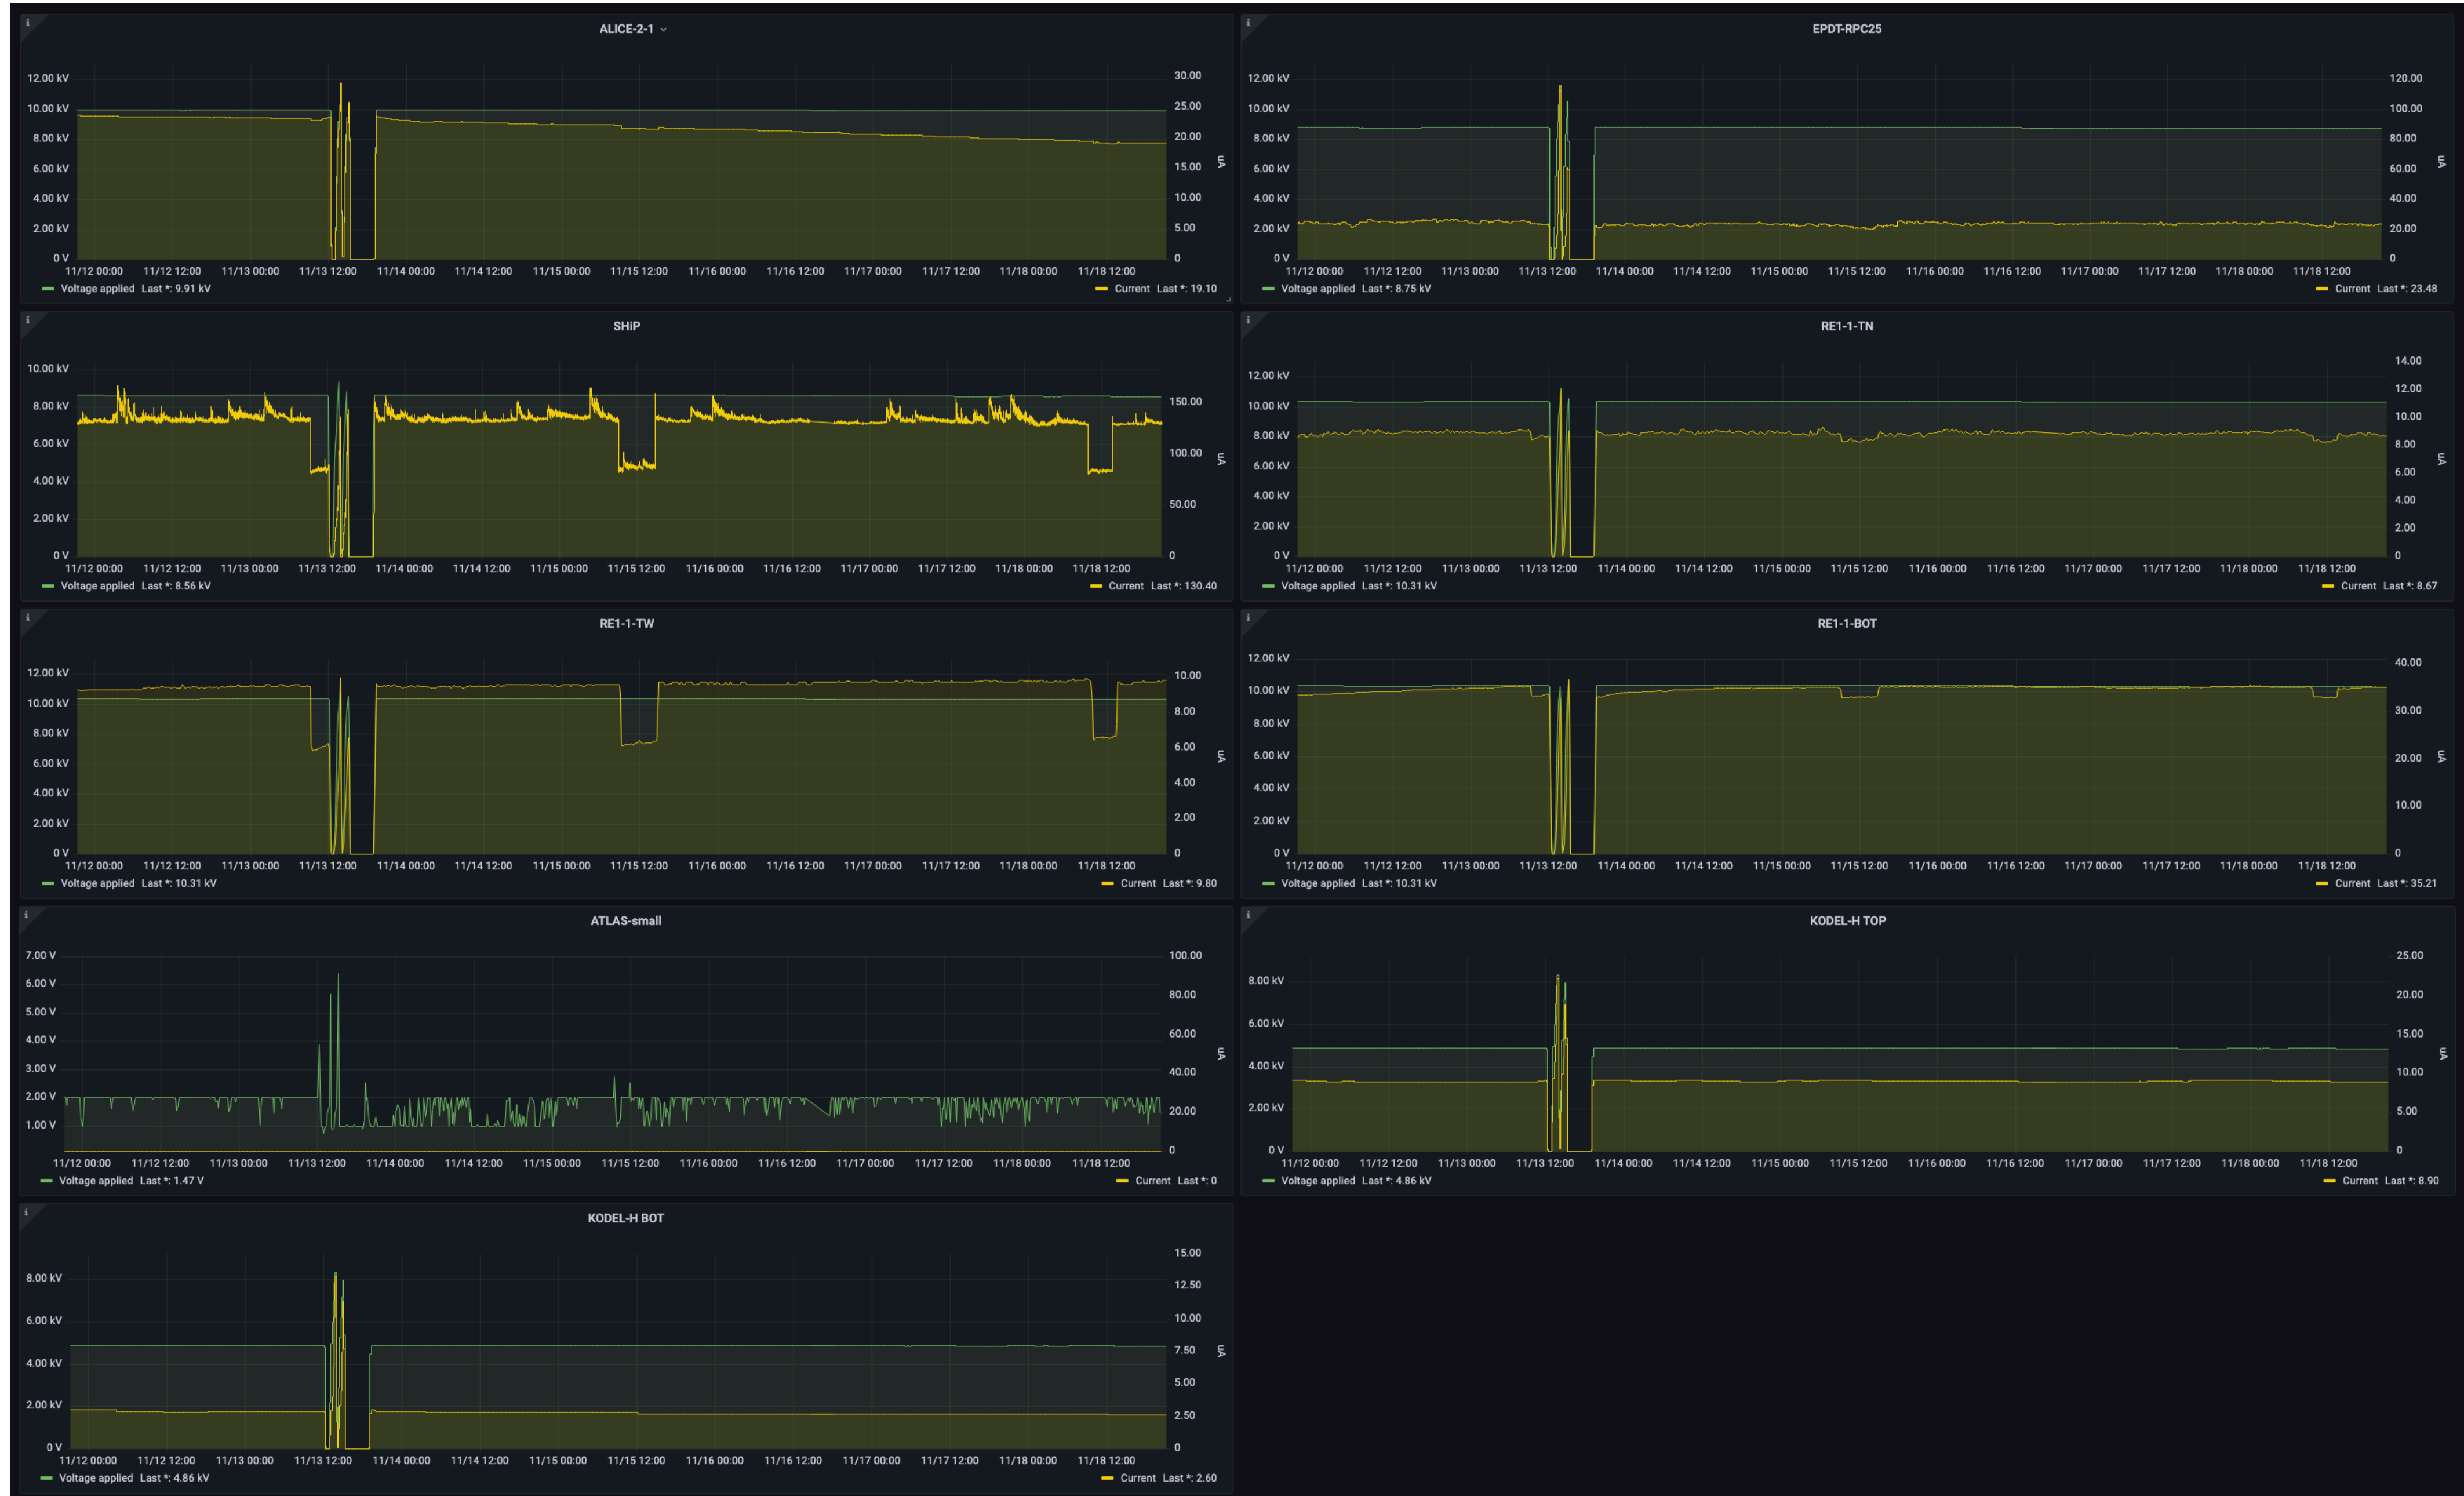 ALICE-2-1
12.00 kV
10.00 kV
8.00 kV
6.00 kV
4.00 kV
2.00 kV
0 V
30.00
25.00
20.00
15.00
10.00
5.00
0
uA
11/12 00:00 11/12 12:00 11/13 00:00 11/13 12:00 11/14 00:00 11/14 12:00 11/15 00:00 11/15 12:00 11/16 00:00 11/16 12:00 11/17 00:00 11/17 12:00 11/18 00:00 11/18 12:00
Voltage applied Last *: 9.91 kV Current Last *: 19.10
EPDT-RPC25
12.00 kV
10.00 kV
8.00 kV
6.00 kV
4.00 kV
2.00 kV
0 V
120.00
100.00
80.00
60.00
40.00
20.00
0
uA
11/12 00:00 11/12 12:00 11/13 00:00 11/13 12:00 11/14 00:00 11/14 12:00 11/15 00:00 11/15 12:00 11/16 00:00 11/16 12:00 11/17 00:00 11/17 12:00 11/18 00:00 11/18 12:00
Voltage applied Last *: 8.75 kV Current Last *: 23.48
SHiP
10.00 kV
8.00 kV
6.00 kV
4.00 kV
2.00 kV
0 V
150.00
100.00
50.00
0
uA
11/12 00:00 11/12 12:00 11/13 00:00 11/13 12:00 11/14 00:00 11/14 12:00 11/15 00:00 11/15 12:00 11/16 00:00 11/16 12:00 11/17 00:00 11/17 12:00 11/18 00:00 11/18 12:00
Voltage applied Last *: 8.56 kV Current Last *: 130.40
RE1-1-TN
12.00 kV
10.00 kV
8.00 kV
6.00 kV
4.00 kV
2.00 kV
0 V
14.00
12.00
10.00
8.00
6.00
4.00
2.00
0
uA
11/12 00:00 11/12 12:00 11/13 00:00 11/13 12:00 11/14 00:00 11/14 12:00 11/15 00:00 11/15 12:00 11/16 00:00 11/16 12:00 11/17 00:00 11/17 12:00 11/18 00:00 11/18 12:00
Voltage applied Last *: 10.31 kV Current Last *: 8.67
RE1-1-TW
12.00 kV
10.00 kV
8.00 kV
6.00 kV
4.00 kV
2.00 kV
0 V
10.00
8.00
6.00
4.00
2.00
0
uA
11/12 00:00 11/12 12:00 11/13 00:00 11/13 12:00 11/14 00:00 11/14 12:00 11/15 00:00 11/15 12:00 11/16 00:00 11/16 12:00 11/17 00:00 11/17 12:00 11/18 00:00 11/18 12:00
Voltage applied Last *: 10.31 kV Current Last *: 9.80
RE1-1-BOT
12.00 kV
10.00 kV
8.00 kV
6.00 kV
4.00 kV
2.00 kV
0 V
40.00
30.00
20.00
10.00
0
uA
11/12 00:00 11/12 12:00 11/13 00:00 11/13 12:00 11/14 00:00 11/14 12:00 11/15 00:00 11/15 12:00 11/16 00:00 11/16 12:00 11/17 00:00 11/17 12:00 11/18 00:00 11/18 12:00
Voltage applied Last *: 10.31 kV Current Last *: 35.21
ATLAS-small
7.00 V
6.00 V
5.00 V
4.00 V
3.00 V
2.00 V
1.00 V
100.00
80.00
60.00
40.00
20.00
0
uA
11/12 00:00 11/12 12:00 11/13 00:00 11/13 12:00 11/14 00:00 11/14 12:00 11/15 00:00 11/15 12:00 11/16 00:00 11/16 12:00 11/17 00:00 11/17 12:00 11/18 00:00 11/18 12:00
Voltage applied Last *: 1.47 V Current Last *: 0
KODEL-H TOP
8.00 kV
6.00 kV
4.00 kV
2.00 kV
0 V
25.00
20.00
15.00
10.00
5.00
0
uA
11/12 00:00 11/12 12:00 11/13 00:00 11/13 12:00 11/14 00:00 11/14 12:00 11/15 00:00 11/15 12:00 11/16 00:00 11/16 12:00 11/17 00:00 11/17 12:00 11/18 00:00 11/18 12:00
Voltage applied Last *: 4.86 kV Current Last *: 8.90
KODEL-H BOT
8.00 kV
6.00 kV
4.00 kV
2.00 kV
0 V
15.00
12.50
10.00
7.50
5.00
2.50
0
uA
11/12 00:00 11/12 12:00 11/13 00:00 11/13 12:00 11/14 00:00 11/14 12:00 11/15 00:00 11/15 12:00 11/16 00:00 11/16 12:00 11/17 00:00 11/17 12:00 11/18 00:00 11/18 12:00
Voltage applied Last *: 4.86 kV Current Last *: 2.60